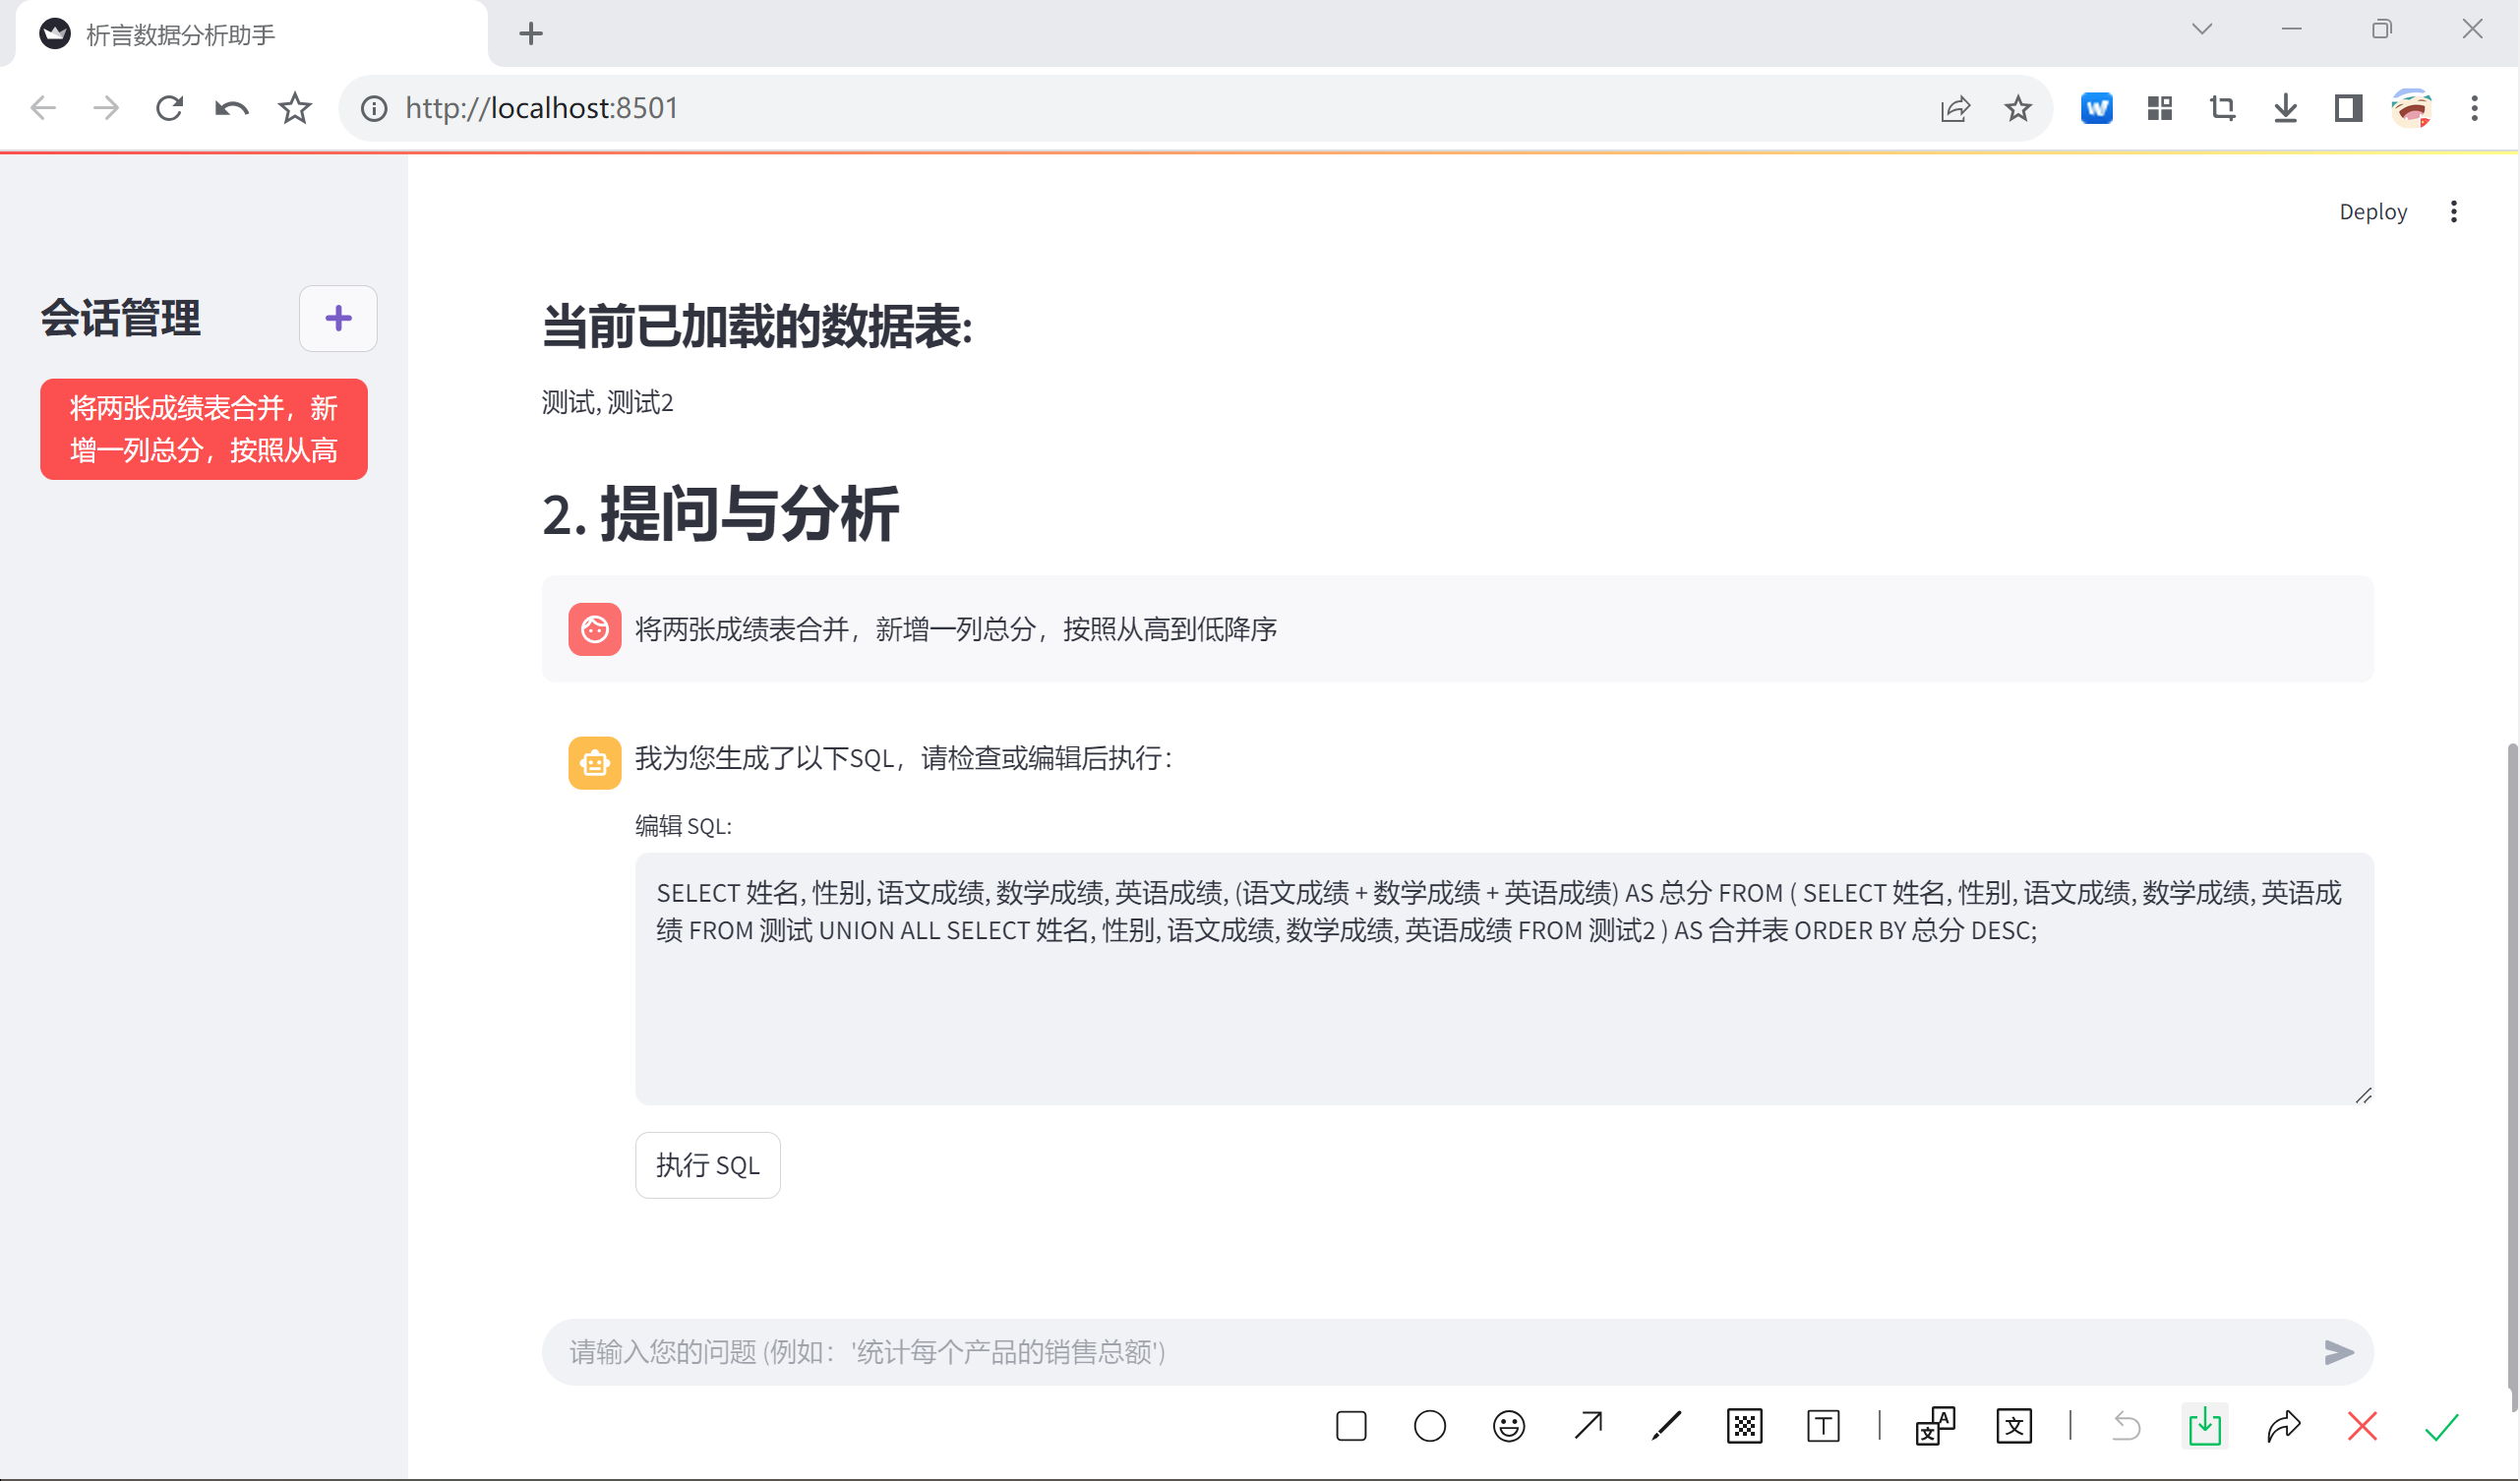 析言数据分析助手
http://localhost:8501
Deploy
会话管理
将两张成绩表合并，新
增一列总分，按照从高
当前已加载的数据表:
测试, 测试2
2. 提问与分析
将两张成绩表合并，新增一列总分，按照从高到低降序
我为您生成了以下SQL，请检查或编辑后执行：
编辑 SQL:
SELECT 姓名, 性别, 语文成绩, 数学成绩, 英语成绩, (语文成绩 + 数学成绩 + 英语成绩) AS 总分 FROM ( SELECT 姓名, 性别, 语文成绩, 数学成绩, 英语成
绩 FROM 测试 UNION ALL SELECT 姓名, 性别, 语文成绩, 数学成绩, 英语成绩 FROM 测试2 ) AS 合并表 ORDER BY 总分 DESC;
执行 SQL
请输入您的问题 (例如：'统计每个产品的销售总额')